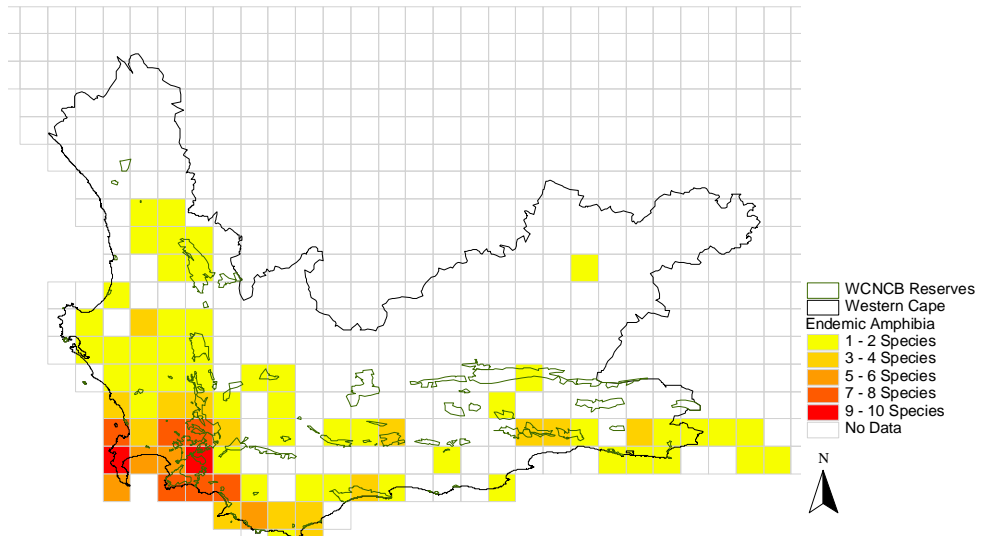 WCNCB Reserves
Western Cape
Endemic Amphibia
1 - 2 Species
3 - 4 Species
5 - 6 Species
7 - 8 Species
9 - 10 Species
No Data
N